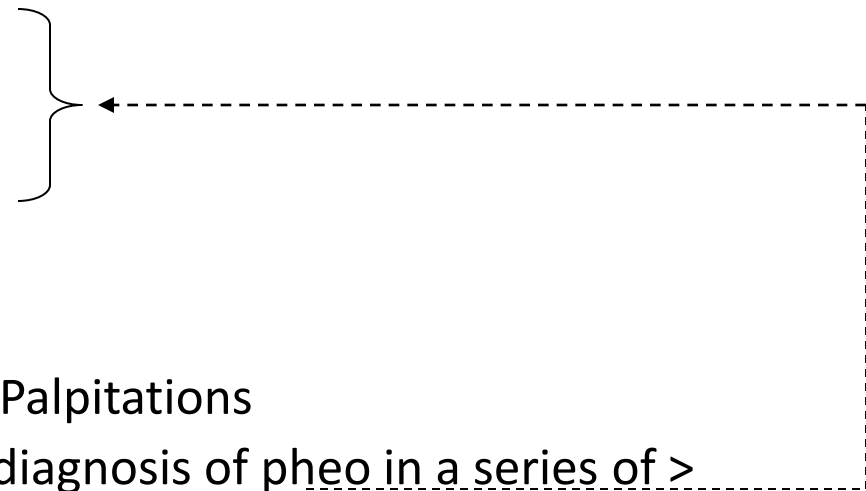 Palpitations
diagnosis of pheo in a series of >